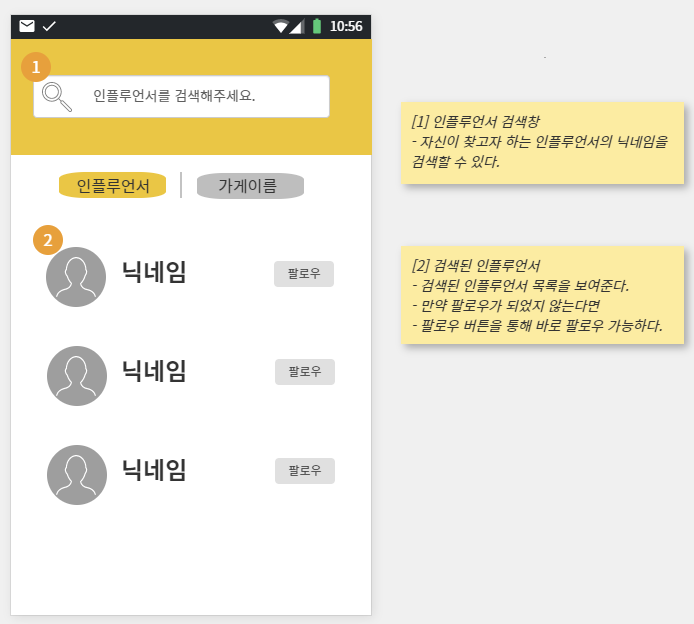 10:56
1
인플루언서를 검색해주세요.
인플루언서
가게이름
2
닉네임
팔로우
닉네임
팔로우
닉네임
팔로우
[1] 인플루언서 검색창
- 자신이 찾고자 하는 인플루언서의 닉네임을
검색할 수 있다.
[2] 검색된 인플루언서
- 검색된 인플루언서 목록을 보여준다.
- 만약 팔로우가 되었지 않는다면
- 팔로우 버튼을 통해 바로 팔로우 가능하다.